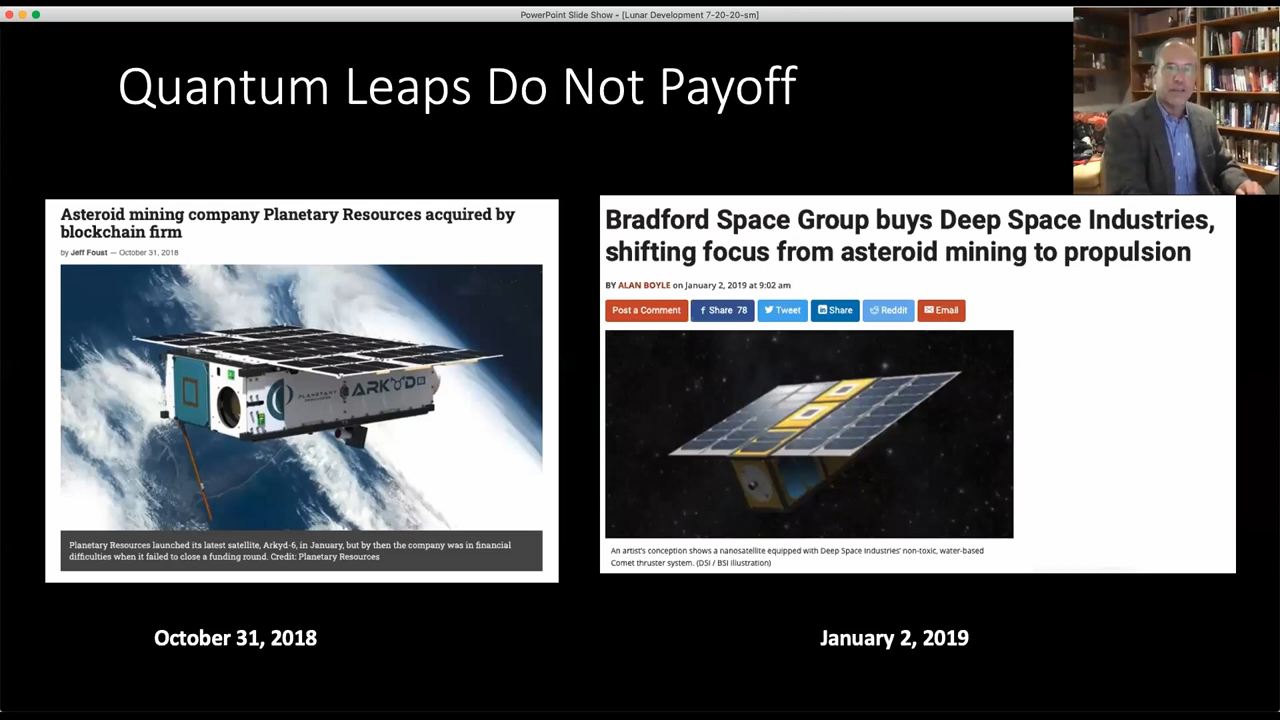 PowerPoint Slide Show - [Lunar Development 7-20-20-sm]
Quantum Leaps Do Not Payoff
Asteroid mining company Planetary Resources acquired by
blockchain firm
by Jeff Foust — October 31, 2018
PLANETARY
ARKYD
6
Planetary Resources launched its latest satellite, Arkyd-6, in January, but by then the company was in financial
difficulties when it failed to close a funding round. Credit: Planetary Resources
October 31, 2018
Bradford Space Group buys Deep Space Industries,
shifting focus from asteroid mining to propulsion
BY ALAN BOYLE on January 2, 2019 at 9:02 am
Post a Comment
Share 78
Tweet
Share
Reddit
Email
An artist's conception shows a nanosatellite equipped with Deep Space Industries' non-toxic, water-based
Comet thruster system. (DSI / BSI illustration)
January 2, 2019